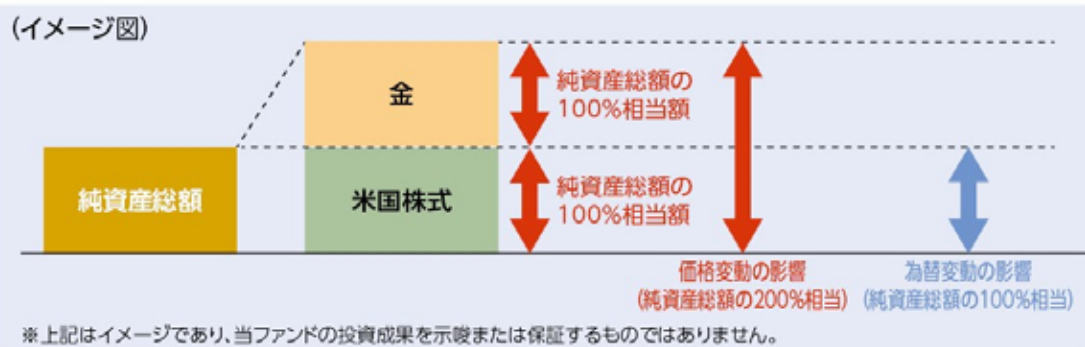 (イメージ図)
金
純資産総額の
100%相当額
純資産総額
米国株式
純資産総額の
100%相当額
価格変動の影響
(純資産総額の200%相当)
為替変動の影響
(純資産総額の100%相当)
※上記はイメージであり、当ファンドの投資成果を示唆または保証するものではありません。